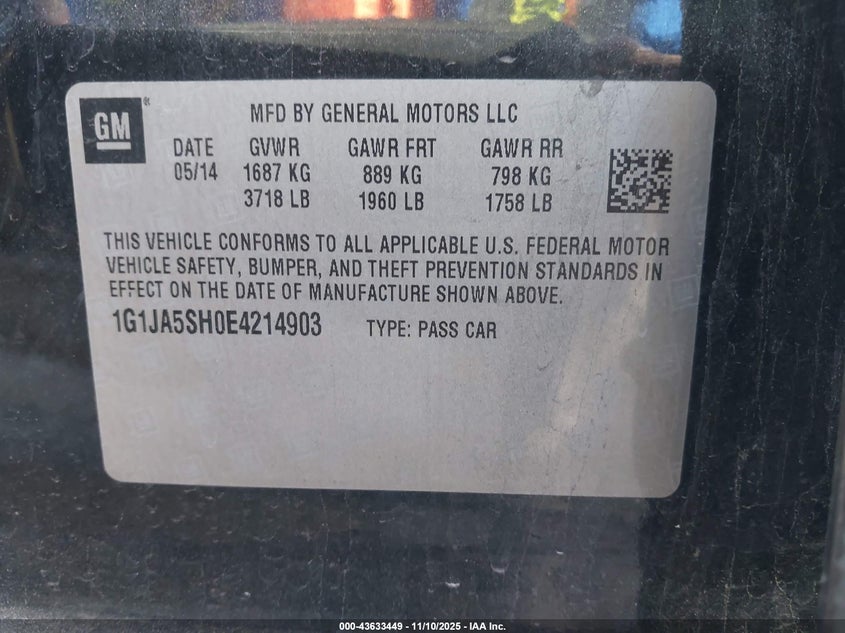 GM®
MFD BY GENERAL MOTORS LLC
DATE GVWR GAWR FRT GAWR RR
05/14 1687 KG 889 KG 798 KG
3718 LB 1960 LB 1758 LB
THIS VEHICLE CONFORMS TO ALL APPLICABLE U.S. FEDERAL MOTOR
VEHICLE SAFETY, BUMPER, AND THEFT PREVENTION STANDARDS IN
EFFECT ON THE DATE OF MANUFACTURE SHOWN ABOVE.
1G1JA5SH0E4214903 TYPE: PASS CAR
000-43633449 - 11/10/2025 - IAA Inc.